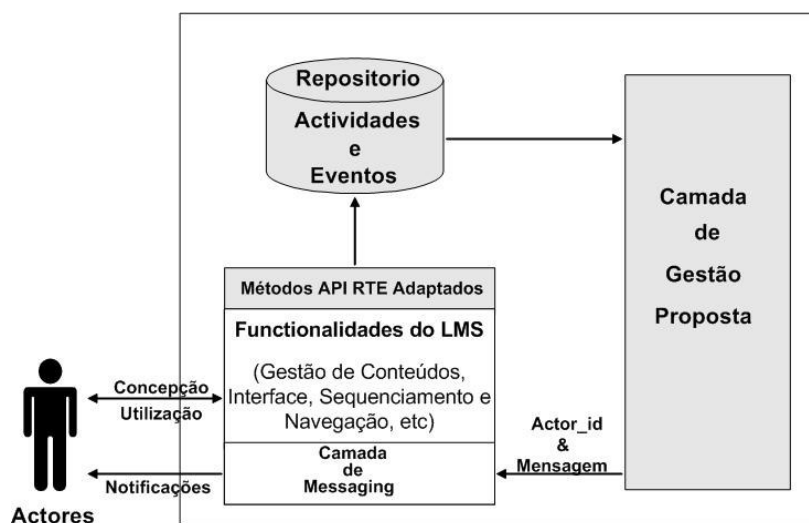 Repositorio
Actividades
e
Eventos
Camada
de
Gestão
Proposta
Métodos API RTE Adaptados
Functionalidades do LMS
(Gestão de Conteúdos,
Interface, Sequenciamento e
Navegação, etc)
Concepção
Utilização
Camada
de
Messaging
Actor_id
&
Mensagem
Notificações
Actores